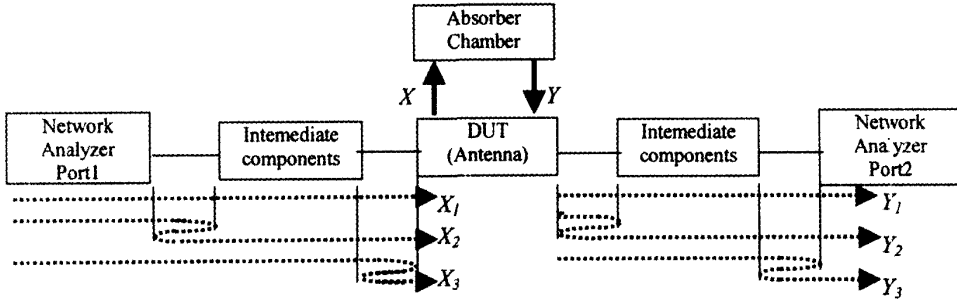 Absorber
Chamber
X
Y
Network
Analyzer
Port1
Intemediate
components
DUT
(Antenna)
Intemediate
components
Network
Analyzer
Port2
X1
Y1
X2
Y2
X3
Y3